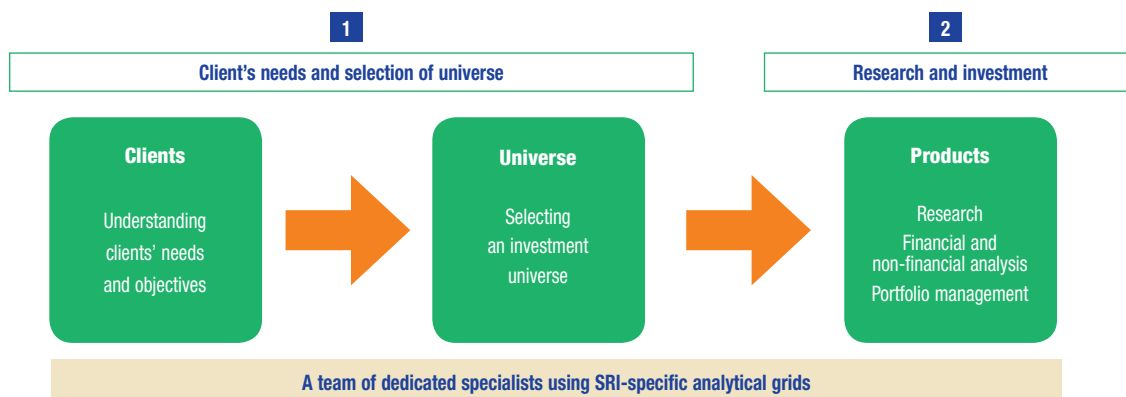 1
Client's needs and selection of universe
Clients
Understanding
clients' needs
and objectives
Universe
Selecting
an investment
universe
2
Research and investment
Products
Research
Financial and
non-financial analysis
Portfolio management
A team of dedicated specialists using SRI-specific analytical grids